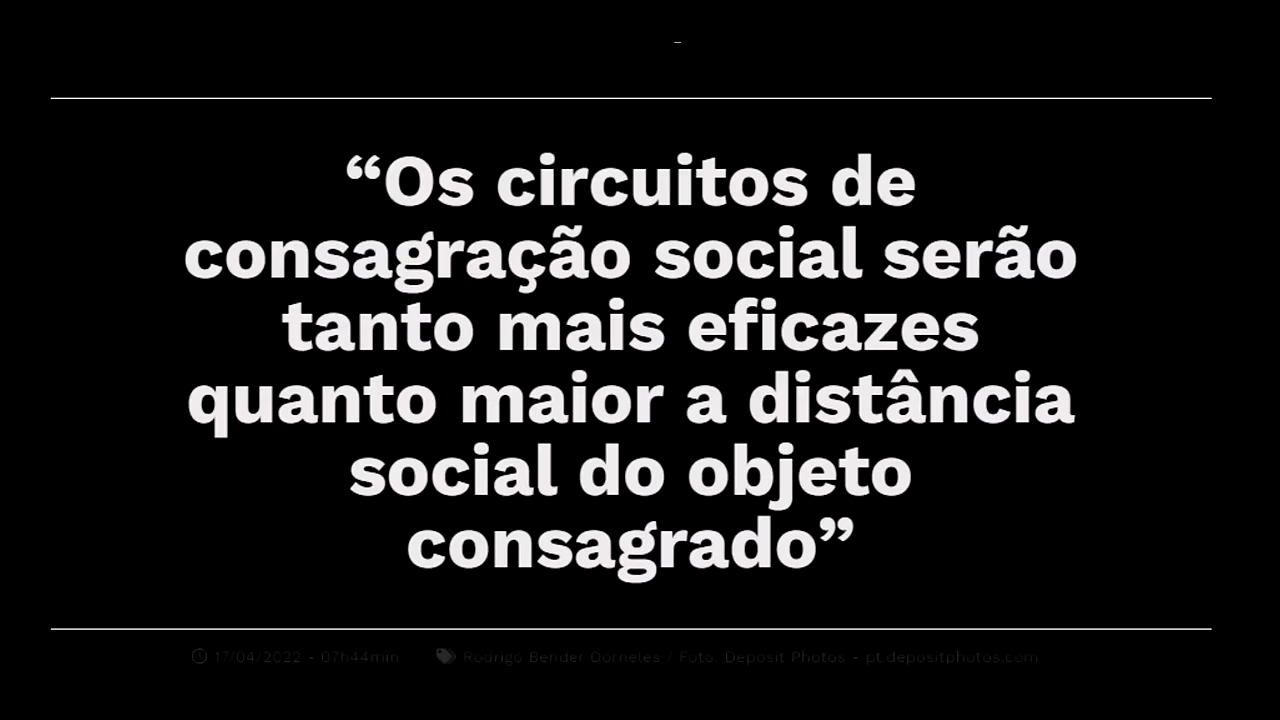 “Os circuitos de
consagração social serão
tanto mais eficazes
quanto maior a distância
social do objeto
consagrado”
17/04/2022 - 07h44min Rodrigo Bender Dorneles / Foto: Deposit Photos - pt.depositphotos.com